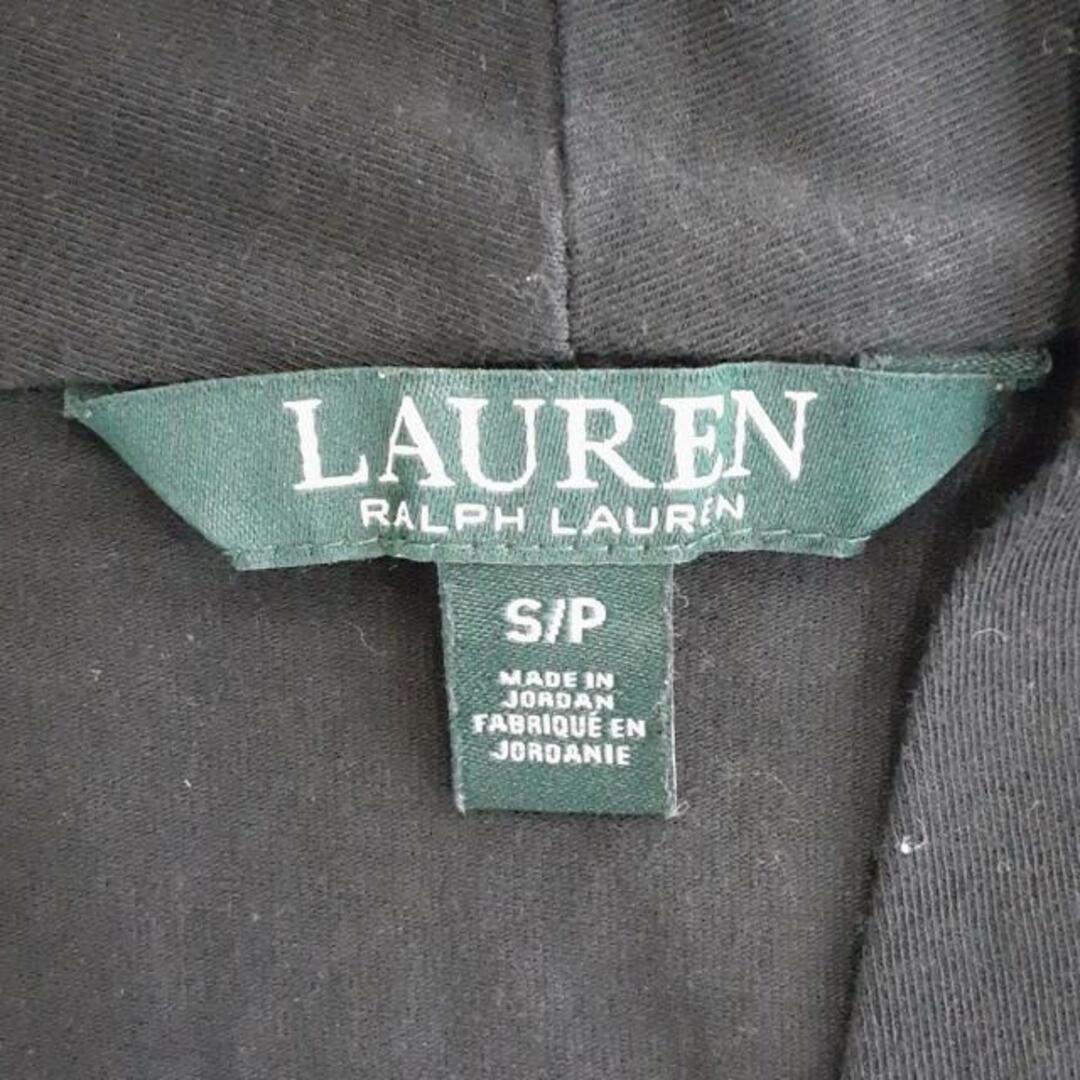 LAUREN
RALPH LAUREN
S/P
MADE IN
JORDAN
FABRIQUÉ EN
JORDANIE